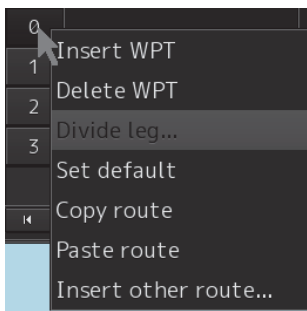 0
Insert WPT
1
Delete WPT
2
Divide leg...
3
Set default
Copy route
Paste route
Insert other route...